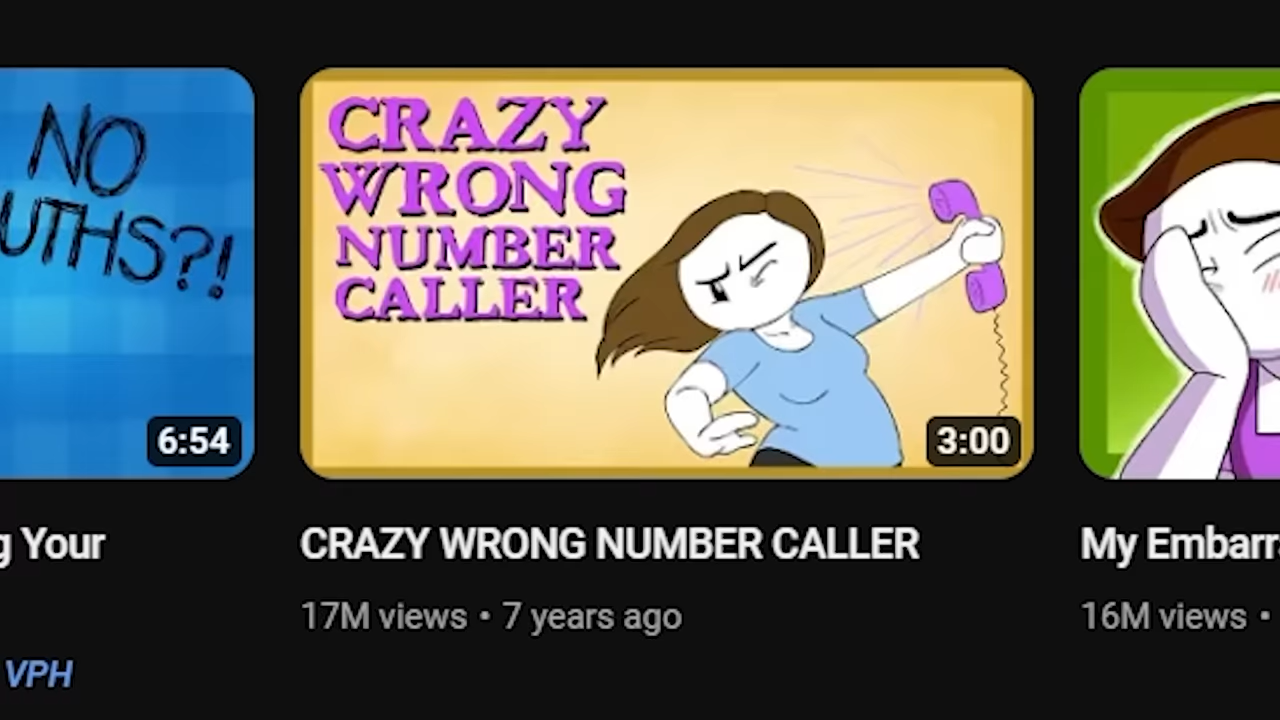 NO
UTHS?!
6:54
g Your
VPH
CRAZY
WRONG
NUMBER
CALLER
3:00
CRAZY WRONG NUMBER CALLER
17M views • 7 years ago
My Embarr
16M views •